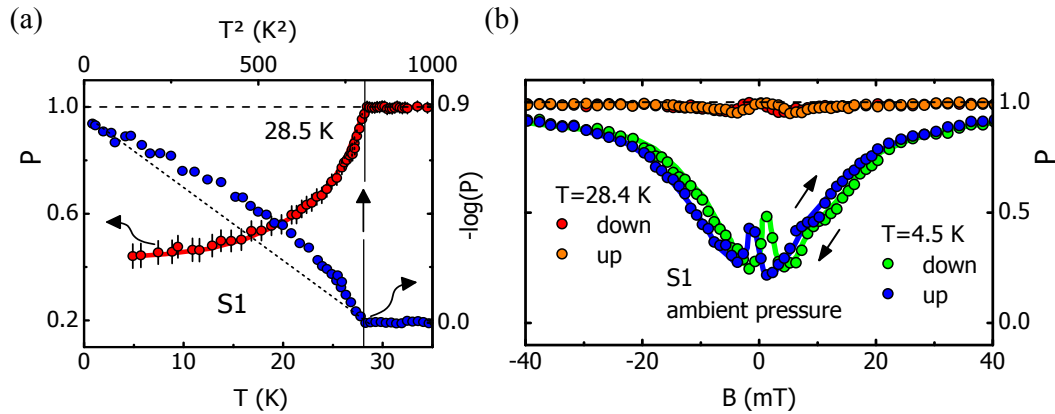 (a)
T² (K²)
0 500 1000
1.0
0.6
0.2
P
28.5 K
S1
0.9
0.0
-log(P)
0 10 20 30
T (K)
(b)
1.0
0.5
0.0
P
T=28.4 K
down
up
S1
ambient pressure
T=4.5 K
down
up
-40 -20 0 20 40
B (mT)